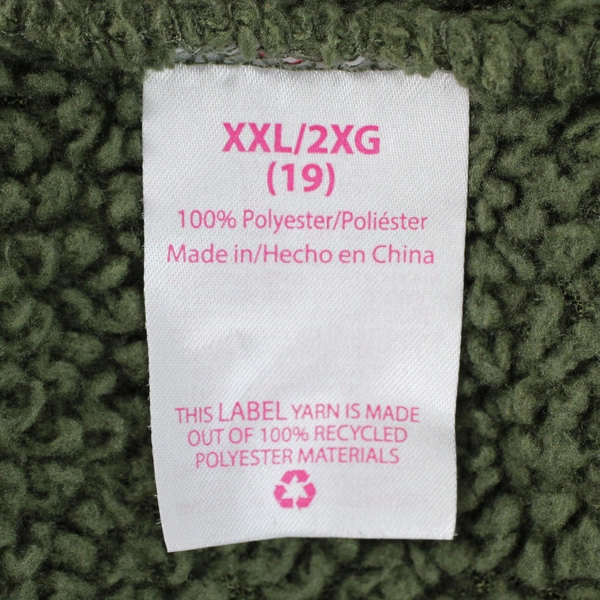 XXL/2XG
(19)
100% Polyester/Poliéster
Made in/Hecho en China
THIS LABEL YARN IS MADE
OUT OF 100% RECYCLED
POLYESTER MATERIALS